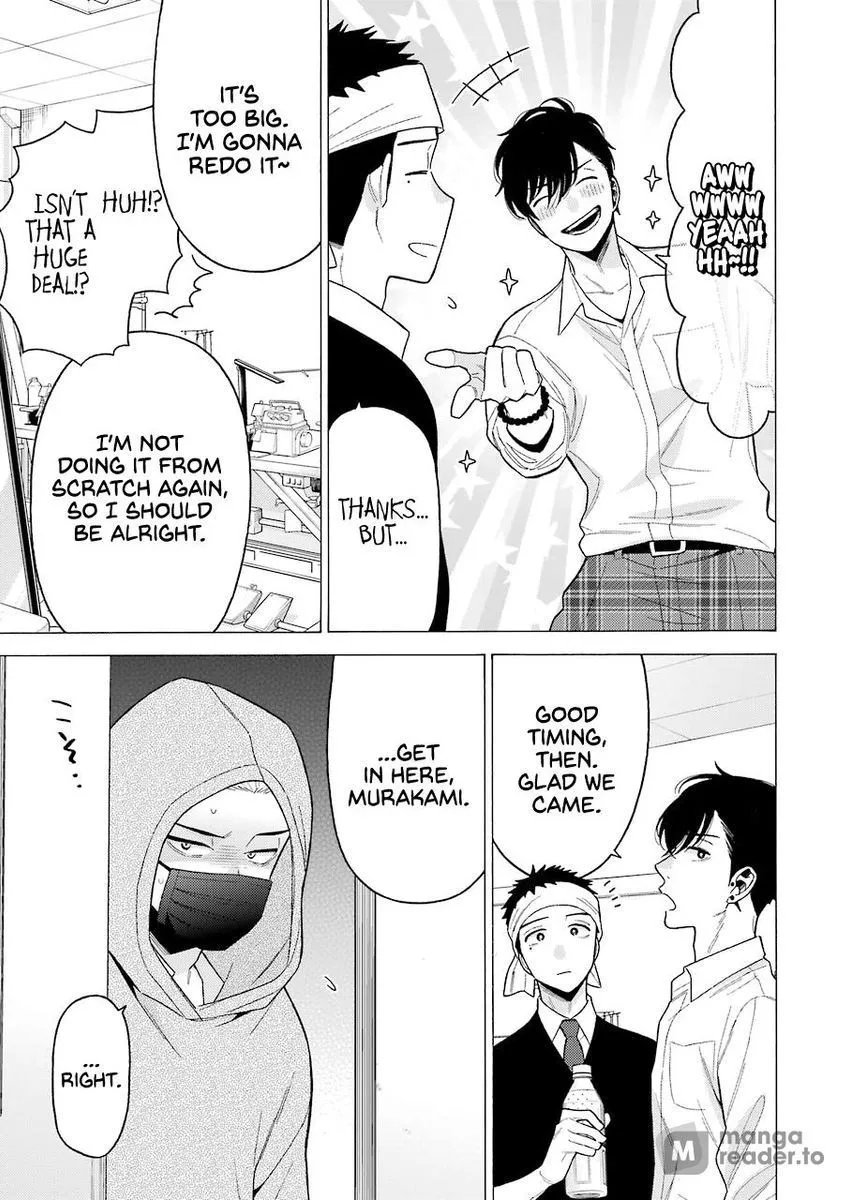 AWW
WWWW
YEAAH
HH~!!
THANKS...
BUT...
IT'S
TOO BIG.
I'M GONNA
REDO IT~
HUH!?
ISN'T
THAT A
HUGE
DEAL!?
I'M NOT
DOING IT FROM
SCRATCH AGAIN,
SO I SHOULD
BE ALRIGHT.
GOOD
TIMING,
THEN.
GLAD WE
CAME.
...GET
IN HERE,
MURAKAMI.
...
RIGHT.
M manga
reader.to